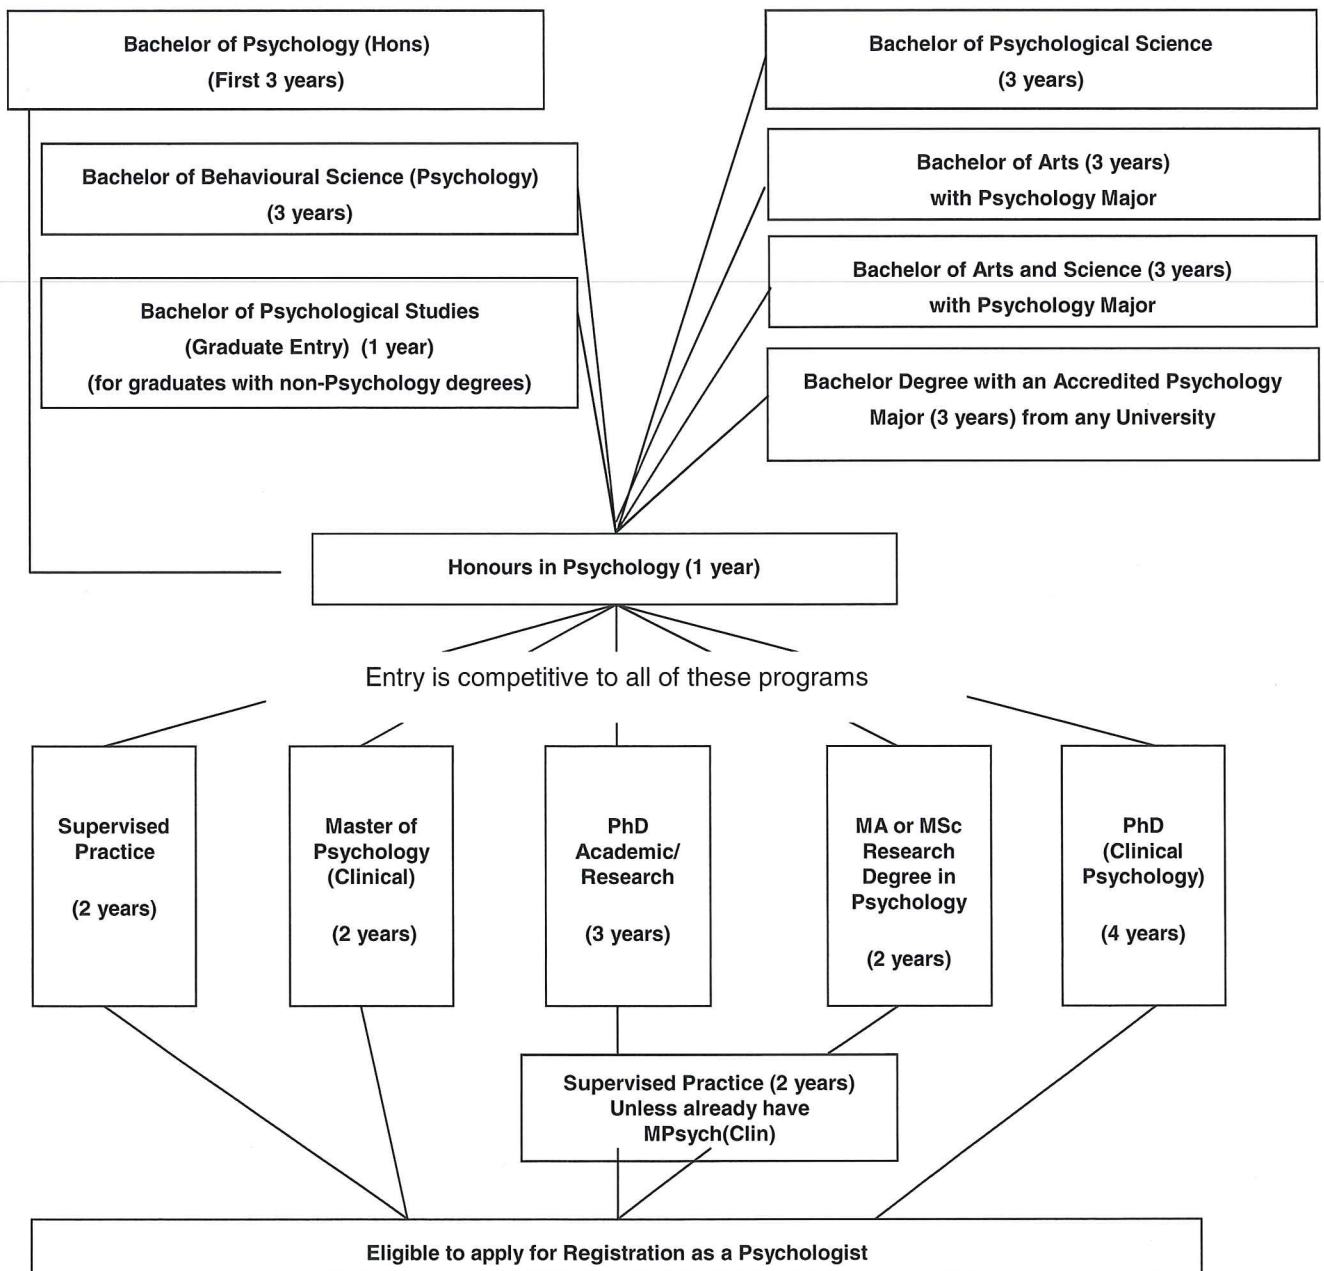 Bachelor of Psychology (Hons)
(First 3 years)
Bachelor of Psychological Science
(3 years)
Bachelor of Behavioural Science (Psychology)
(3 years)
Bachelor of Arts (3 years)
with Psychology Major
Bachelor of Arts and Science (3 years)
with Psychology Major
Bachelor of Psychological Studies
(Graduate Entry) (1 year)
(for graduates with non-Psychology degrees)
Bachelor Degree with an Accredited Psychology
Major (3 years) from any University
Honours in Psychology (1 year)
Entry is competitive to all of these programs
Supervised
Practice
(2 years)
Master of
Psychology
(Clinical)
(2 years)
PhD
Academic/
Research
(3 years)
MA or MSc
Research
Degree in
Psychology
(2 years)
PhD
(Clinical
Psychology)
(4 years)
Supervised Practice (2 years)
Unless already have
MPsych(Clin)
Eligible to apply for Registration as a Psychologist